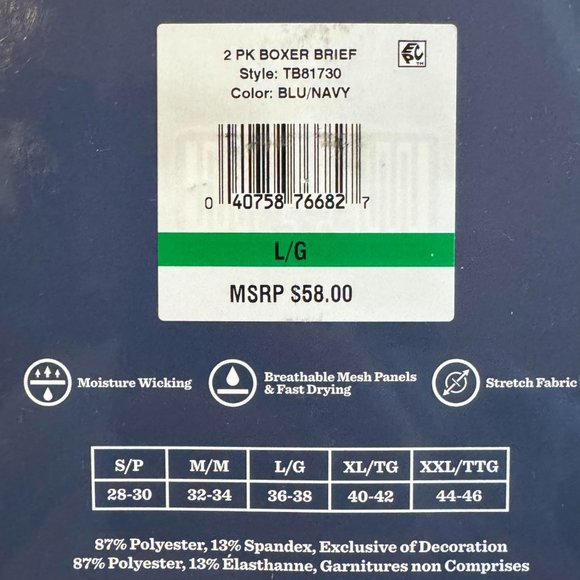 2 PK BOXER BRIEF
EPC™
Style: TB81730
Color: BLU/NAVY
0 40758 76682 7
L/G
MSRP $58.00
Moisture Wicking
Breathable Mesh Panels
& Fast Drying
Stretch Fabric
S/P M/M L/G XL/TG XXL/TTG
28-30 32-34 36-38 40-42 44-46
87% Polyester, 13% Spandex, Exclusive of Decoration
87% Polyester, 13% Élasthanne, Garnitures non Comprises